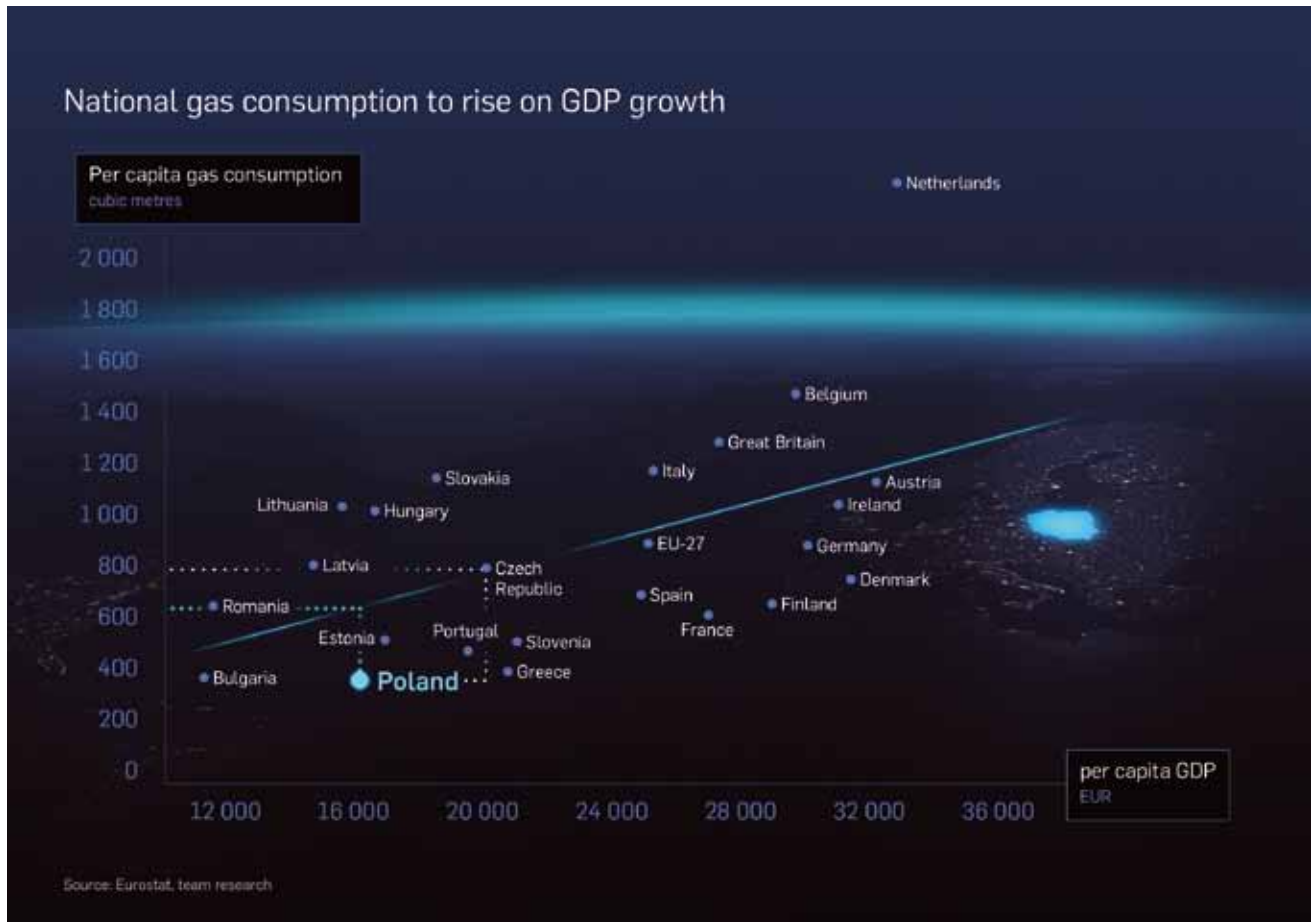 National gas consumption to rise on GDP growth
Per capita gas consumption
cubic metres
Netherlands
2 000
1 800
1 600
1 400
1 200
1 000
800
600
400
200
0
Belgium
Great Britain
Italy
Slovakia
Austria
Lithuania
Hungary
Ireland
EU-27
Germany
Latvia
Czech
Republic
Denmark
Spain
Romania
Finland
France
Estonia
Portugal
Slovenia
Bulgaria
Poland
Greece
per capita GDP
EUR
12 000
16 000
20 000
24 000
28 000
32 000
36 000
Source: Eurostat, team research